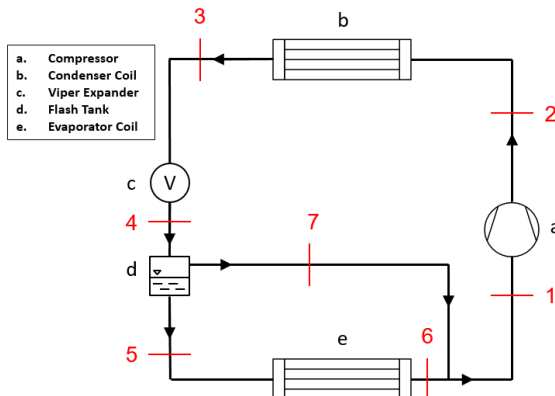 3
b
a. Compressor
b. Condenser Coil
c. Viper Expander
d. Flash Tank
e. Evaporator Coil
2
c
V
4
7
a
d
1
5
6
e